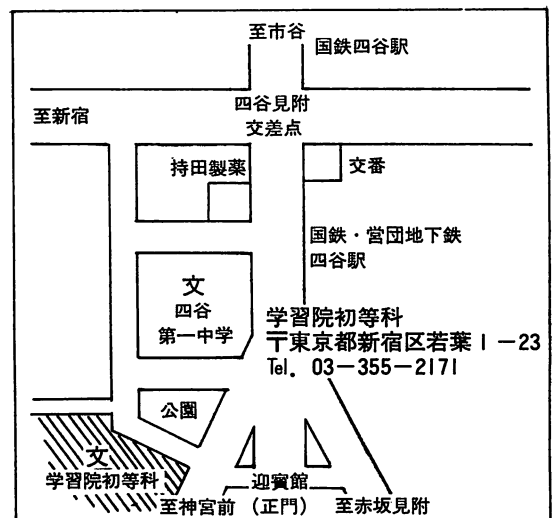 至市谷
国鉄四谷駅
至新宿
四谷見附
交差点
持田製薬
交番
国鉄・営団地下鉄
四谷駅
文
四谷
第一中学
学習院初等科
〒東京都新宿区若葉1-23
Tel. 03-355-2171
公園
文
学習院初等科
迎賓館
至神宮前 (正門) 至赤坂見附